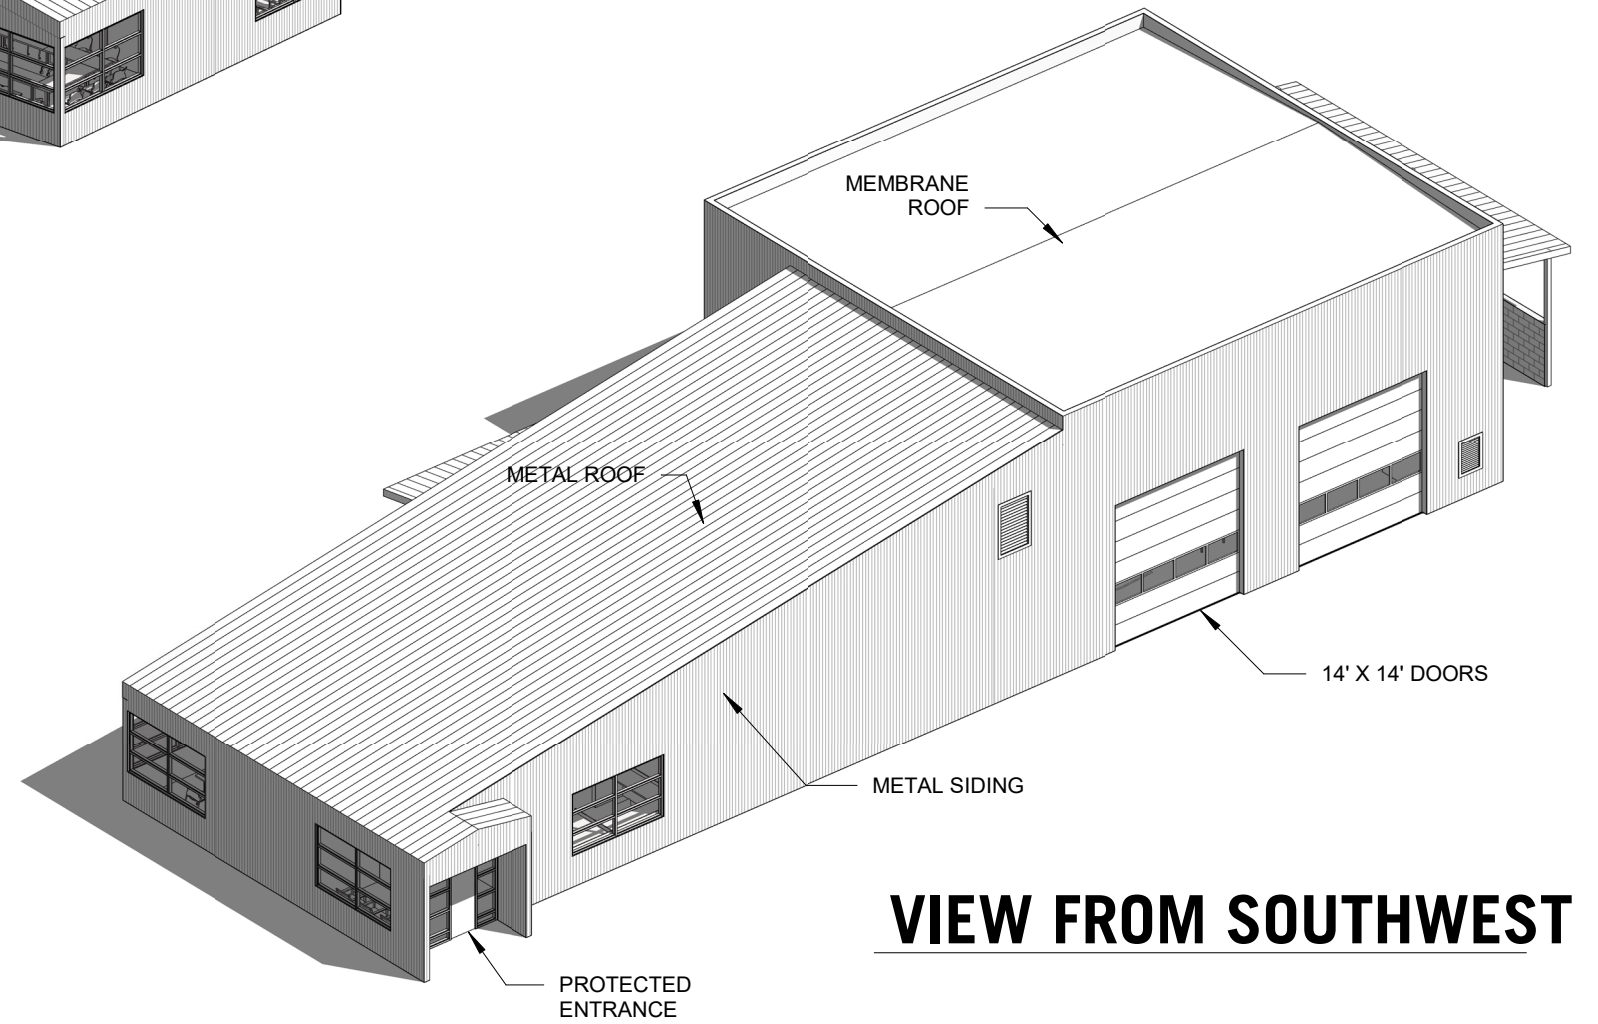 MEMBRANE
ROOF
METAL ROOF
14' X 14' DOORS
METAL SIDING
VIEW FROM SOUTHWEST
PROTECTED
ENTRANCE